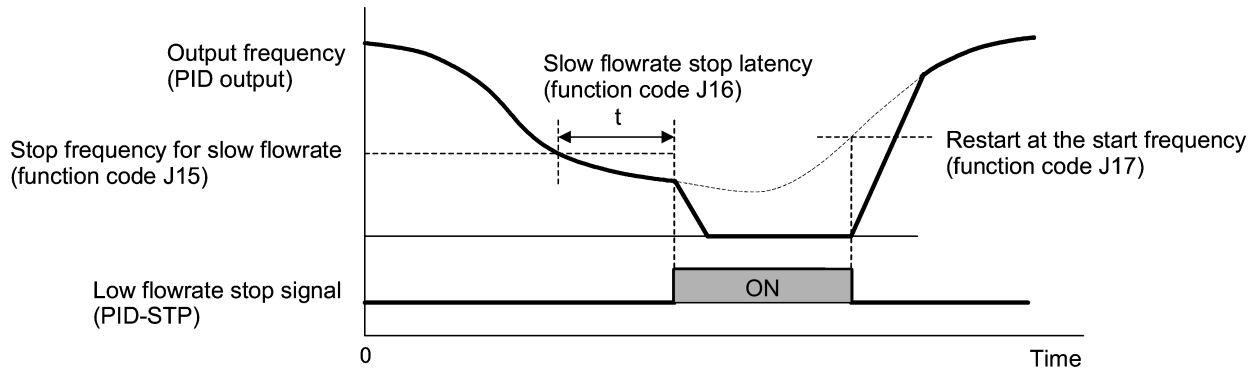 Output frequency
(PID output)
Slow flowrate stop latency
(function code J16)
t
Stop frequency for slow flowrate
(function code J15)
Restart at the start frequency
(function code J17)
Low flowrate stop signal
(PID-STP)
ON
0
Time